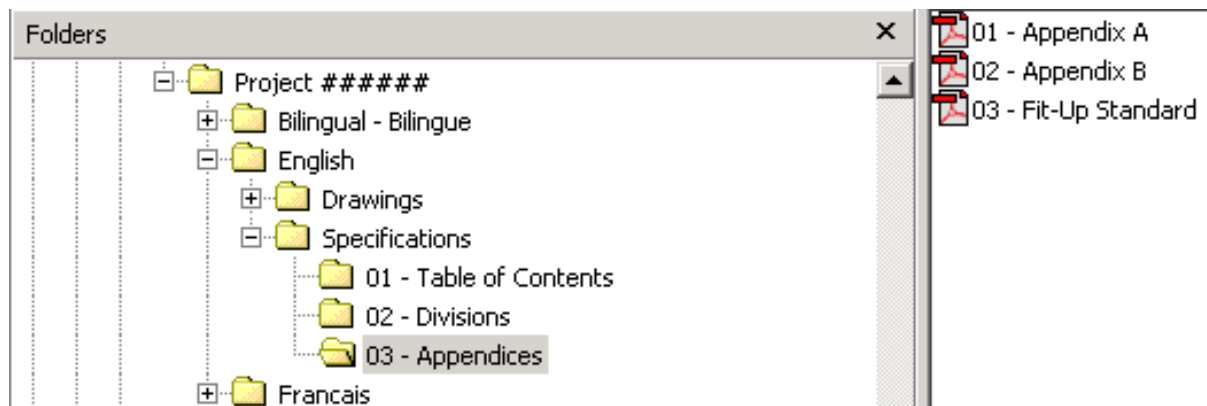 Folders
Project ######
Bilingual - Bilingue
English
Drawings
Specifications
01 - Table of Contents
02 - Divisions
03 - Appendices
Francais
01 - Appendix A
02 - Appendix B
03 - Fit-Up Standard